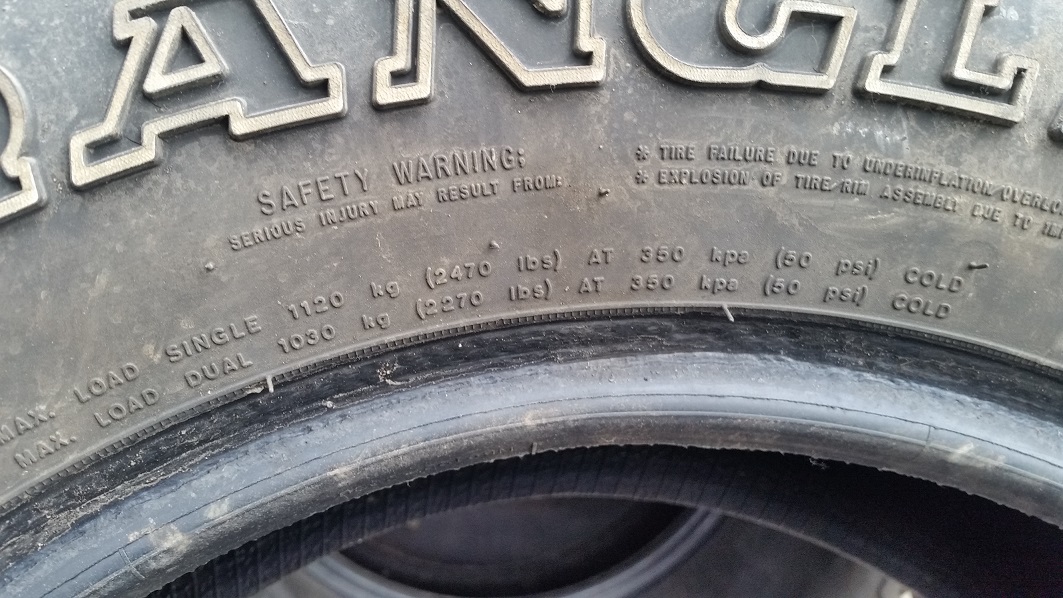 RANGL
SAFETY WARNING:
SERIOUS INJURY MAY RESULT FROM:
* TIRE FAILURE DUE TO UNDERINFLATION
* EXPLOSION OF TIRE/RIM ASSEMBLY DUE TO
MAX. LOAD SINGLE 1120 kg (2470 lbs) AT 350 kpa (50 psi) COLD
MAX. LOAD DUAL 1030 kg (2270 lbs) AT 350 kpa (50 psi) COLD